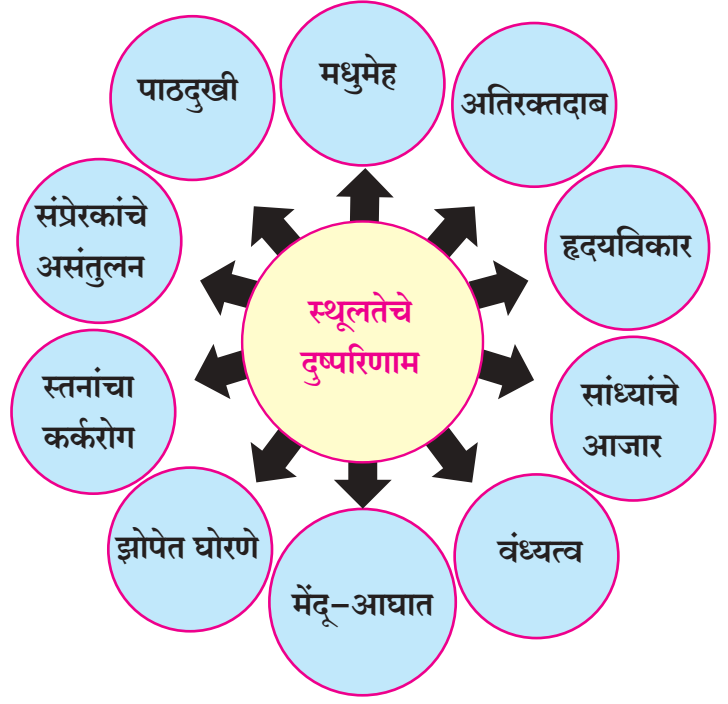 स्थूलतेचे
दुष्परिणाम
मधुमेह
अतिरक्तदाब
हृदयविकार
सांध्यांचे
आजार
वंध्यत्व
मेंदू–आघात
झोपेत घोरणे
स्तनांचा
कर्करोग
संप्रेरकांचे
असंतुलन
पाठदुखी